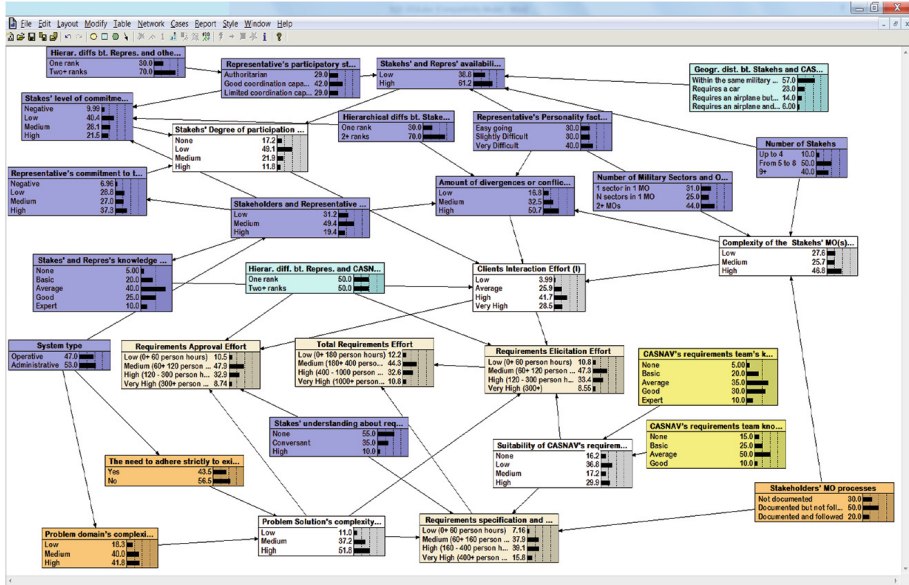 File Edit Layout Modify Table Network Cases Report Style Window Help
Hierar. diffs bt. Repres. and othe...
One rank 30.0
Two+ ranks 70.0
Representative's participatory st...
Authoritarian 29.0
Good coordination cape... 42.0
Limited coordination cap... 29.0
Stakehs' and Repres' availabili...
Low 38.8
High 61.2
Geogr. dist. bt. Stakehs and CAS...
Within the same military ... 57.0
Requires a car 23.0
Requires an airplane but... 14.0
Requires an airplane and... 6.00
Stakes' level of commitme...
Negative 9.99
Low 40.4
Medium 28.1
High 21.5
Stakehs' Degree of participation ...
None 17.2
Low 49.1
Medium 21.9
High 11.8
Hierarchical diffs bt. Stake...
One rank 30.0
2+ ranks 70.0
Representative's Personality fact...
Easy going 30.0
Slightly Difficult 30.0
Very Difficult 40.0
Number of Stakehs
Up to 4 10.0
From 5 to 8 50.0
9+ 40.0
Representative's commitment to t...
Negative 6.96
Low 28.8
Medium 27.0
High 37.3
Stakeholders and Representative ...
Low 31.2
Medium 49.4
High 19.4
Amount of divergences or conflic...
Low 16.8
Medium 32.5
High 50.7
Number of Military Sectors and O...
1 sector in 1 MO 31.0
N sectors in 1 MO 25.0
2+ MOs 44.0
Complexity of the Stakehs' MO(s)...
Low 27.6
Medium 25.7
High 46.8
Stakes' and Repres's knowledge ...
None 5.00
Basic 20.0
Average 40.0
Good 25.0
Expert 10.0
Hierar. diff. bt. Repres. and CASN...
One rank 50.0
Two+ ranks 50.0
Clients Interaction Effort (I)
Low 3.99
Average 25.9
High 41.7
Very High 28.5
System type
Operative 47.0
Administrative 53.0
Requirements Approval Effort
Low (0+ 60 person hours) 10.5
Medium (60+ 120 person ... 47.9
High (120 - 300 person h... 32.9
Very High (300+ person... 8.74
Total Requirements Effort
Low (0+ 180 person hours) 12.2
Medium (180+ 400 perso... 44.3
High (400 - 1000 person ... 32.6
Very High (1000+ person... 10.8
Requirements Elicitation Effort
Low (0+ 60 person hours) 10.8
Medium (60+ 120 person ... 47.3
High (120 - 300 person ... 33.4
Very High (300+) 8.55
CASNAV's requirements team's k...
None 5.00
Basic 20.0
Average 35.0
Good 30.0
Expert 10.0
Stakes' understanding about req...
None 55.0
Conversant 35.0
High 10.0
CASNAV's requirements team kno...
None 15.0
Basic 25.0
Average 50.0
Good 10.0
Suitability of CASNAV's requirem...
None 16.2
Low 36.8
Medium 17.2
High 29.9
The need to adhere strictly to exi...
Yes 43.5
No 56.5
Stakeholders' MO processes
Not documented 30.0
Documented but not foll... 50.0
Documented and followed 20.0
Problem domain's complexi...
Low 18.3
Medium 40.0
High 41.8
Problem Solution's complexity...
Low 11.0
Medium 37.2
High 51.8
Requirements specification and ...
Low (0+ 60 person hours) 7.16
Medium (60+ 160 person ... 37.9
High (160 - 400 person h... 39.1
Very High (400+ person ... 15.8